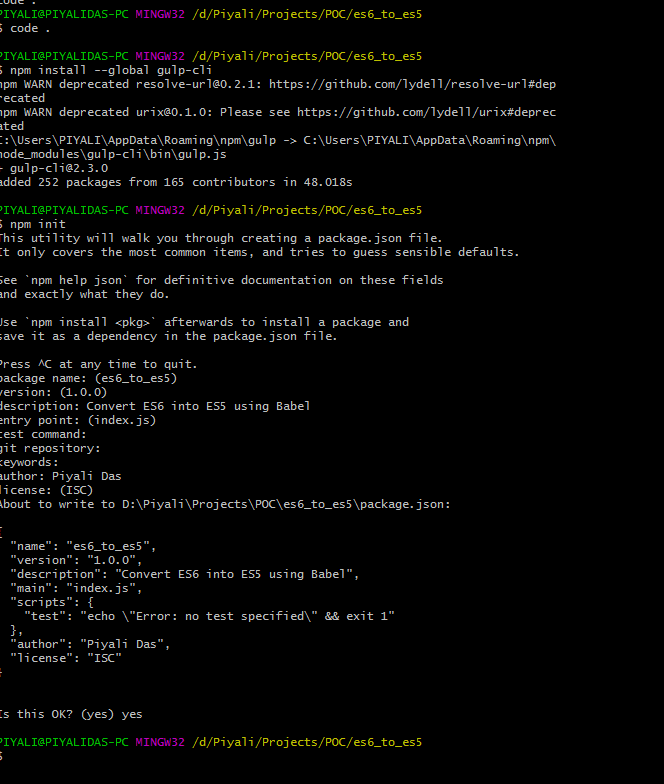 code .
PIYALI@PIYALIDAS-PC MINGW32 /d/Piyali/Projects/POC/es6_to_es5
$ code .
PIYALI@PIYALIDAS-PC MINGW32 /d/Piyali/Projects/POC/es6_to_es5
$ npm install --global gulp-cli
npm WARN deprecated resolve-url@0.2.1: https://github.com/lydell/resolve-url#dep
recated
npm WARN deprecated urix@0.1.0: Please see https://github.com/lydell/urix#deprec
ated
C:\Users\PIYALI\AppData\Roaming\npm\gulp -> C:\Users\PIYALI\AppData\Roaming\npm\
node_modules\gulp-cli\bin\gulp.js
+ gulp-cli@2.3.0
added 252 packages from 165 contributors in 48.018s
PIYALI@PIYALIDAS-PC MINGW32 /d/Piyali/Projects/POC/es6_to_es5
$ npm init
This utility will walk you through creating a package.json file.
It only covers the most common items, and tries to guess sensible defaults.
See `npm help json` for definitive documentation on these fields
and exactly what they do.
Use `npm install <pkg>` afterwards to install a package and
save it as a dependency in the package.json file.
Press ^C at any time to quit.
package name: (es6_to_es5)
version: (1.0.0)
description: Convert ES6 into ES5 using Babel
entry point: (index.js)
test command:
git repository:
keywords:
author: Piyali Das
license: (ISC)
About to write to D:\Piyali\Projects\POC\es6_to_es5\package.json:
{
  "name": "es6_to_es5",
  "version": "1.0.0",
  "description": "Convert ES6 into ES5 using Babel",
  "main": "index.js",
  "scripts": {
    "test": "echo \"Error: no test specified\" && exit 1"
  },
  "author": "Piyali Das",
  "license": "ISC"
}
Is this OK? (yes) yes
PIYALI@PIYALIDAS-PC MINGW32 /d/Piyali/Projects/POC/es6_to_es5
$